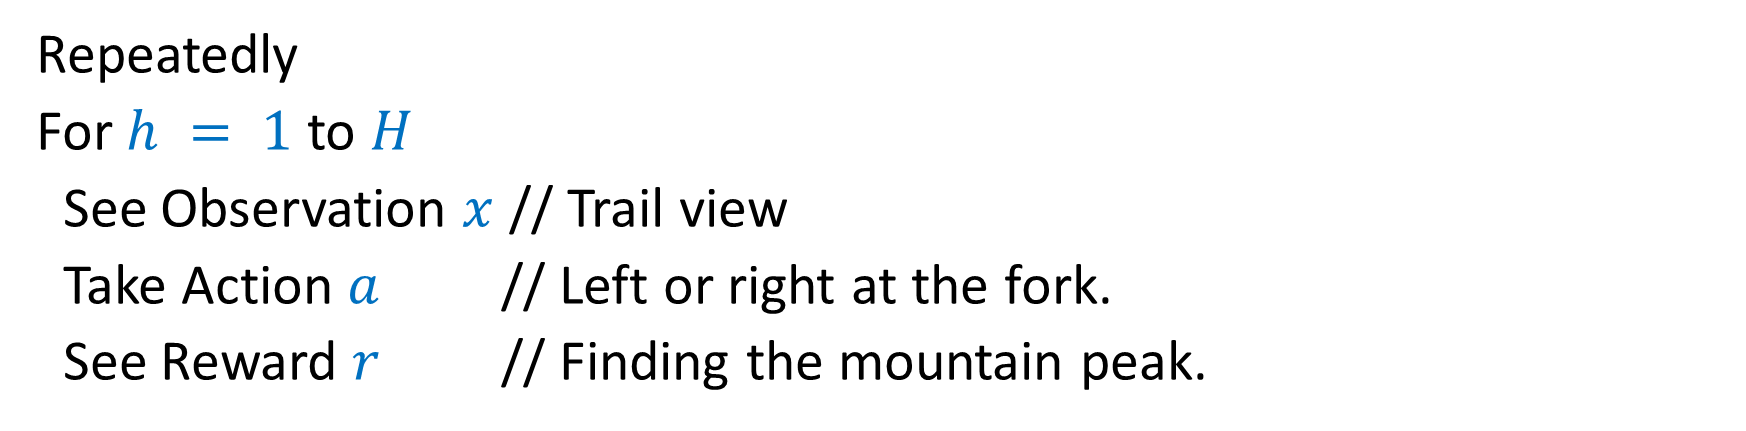 Repeatedly
For h = 1 to H
See Observation x // Trail view
Take Action a // Left or right at the fork.
See Reward r // Finding the mountain peak.